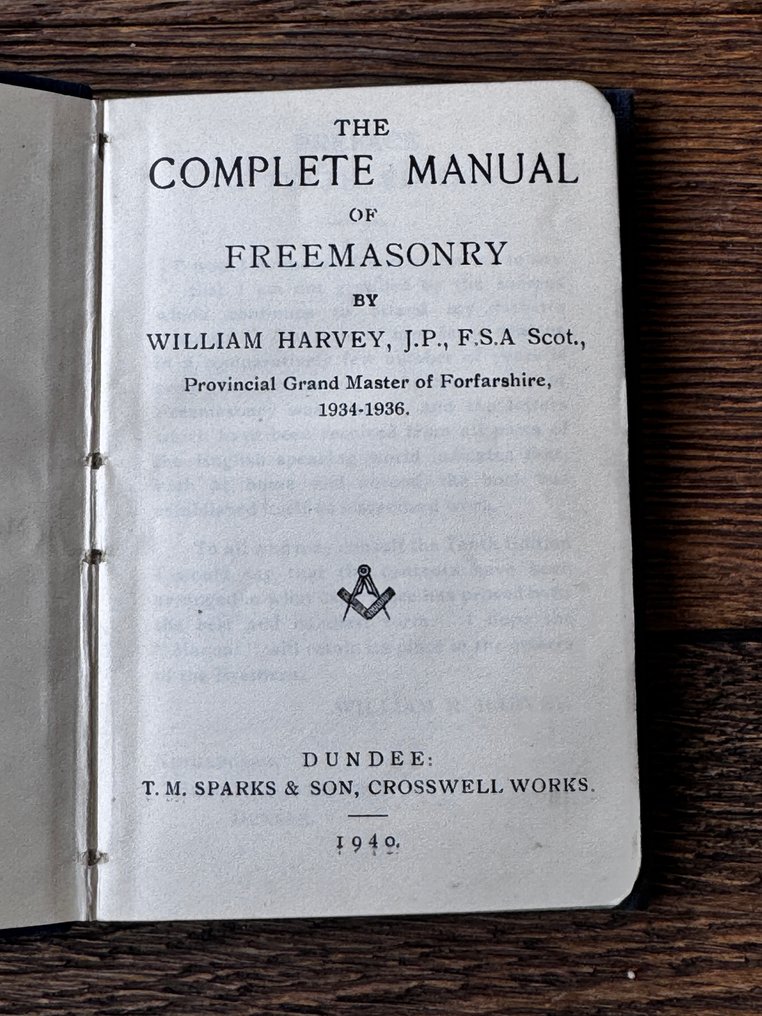 THE
COMPLETE MANUAL
OF
FREEMASONRY
BY
WILLIAM HARVEY, J.P., F.S.A Scot.,
Provincial Grand Master of Forfarshire,
1934-1936.
DUNDEE:
T. M. SPARKS & SON, CROSSWELL WORKS.
1940.